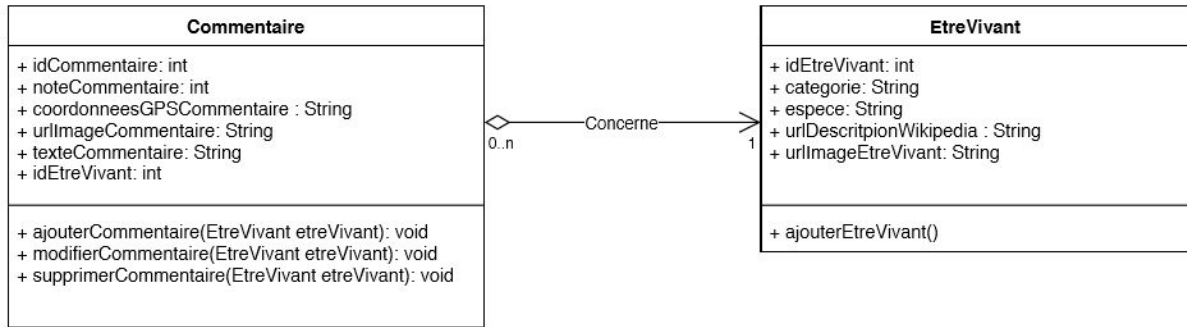 Commentaire
+ idCommentaire: int
+ noteCommentaire: int
+ coordonneesGPSCommentaire : String
+ urlImageCommentaire: String
+ texteCommentaire: String
+ idEtreVivant: int
+ ajouterCommentaire(EtreVivant etreVivant): void
+ modifierCommentaire(EtreVivant etreVivant): void
+ supprimerCommentaire(EtreVivant etreVivant): void
0..n
Concerne
1
EtreVivant
+ idEtreVivant: int
+ categorie: String
+ espece: String
+ urlDescritpionWikipedia : String
+ urlImageEtreVivant: String
+ ajouterEtreVivant()